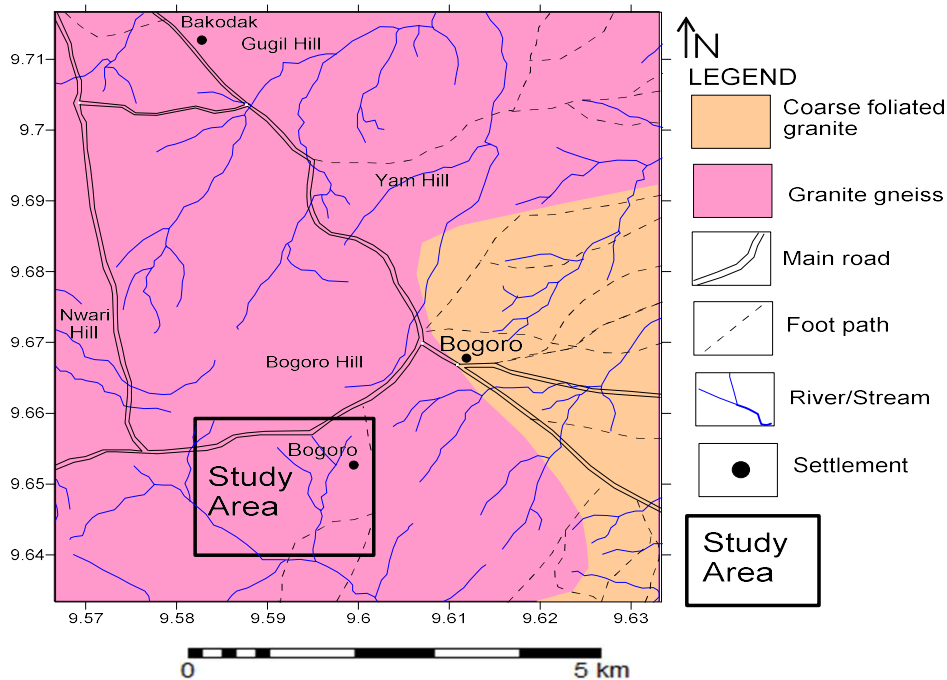 Bakodak
Gugil Hill
Yam Hill
Nwari
Hill
Bogoro Hill
Bogoro
Bogoro
Study
Area
9.71
9.7
9.69
9.68
9.67
9.66
9.65
9.64
9.57
9.58
9.59
9.6
9.61
9.62
9.63
0
5 km
N
LEGEND
Coarse foliated
granite
Granite gneiss
Main road
Foot path
River/Stream
Settlement
Study
Area